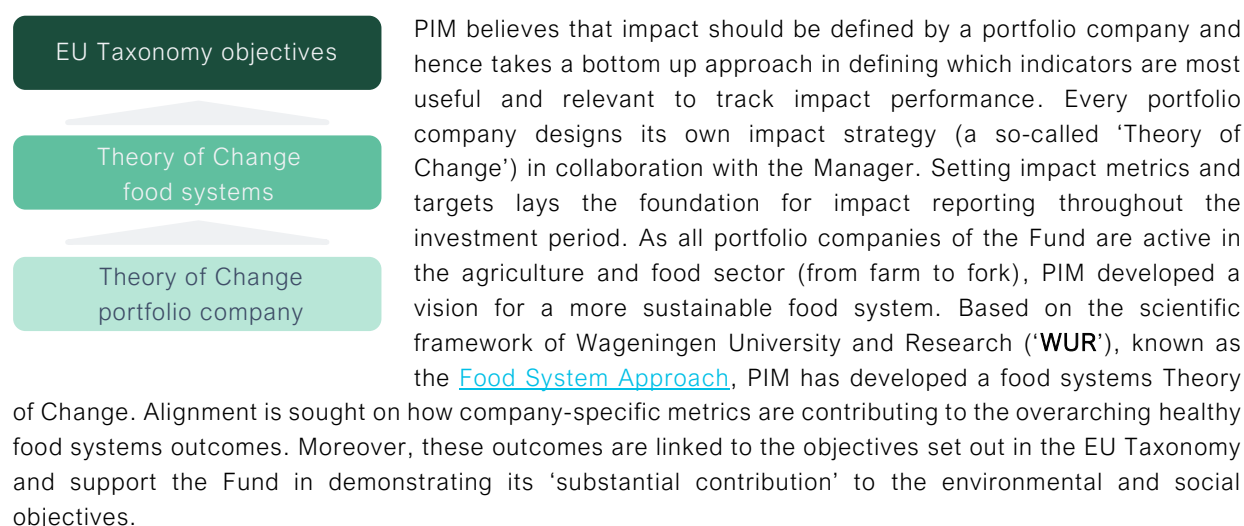 EU Taxonomy objectives
Theory of Change
food systems
Theory of Change
portfolio company
PIM believes that impact should be defined by a portfolio company and
hence takes a bottom up approach in defining which indicators are most
useful and relevant to track impact performance. Every portfolio
company designs its own impact strategy (a so-called ‘Theory of
Change’) in collaboration with the Manager. Setting impact metrics and
targets lays the foundation for impact reporting throughout the
investment period. As all portfolio companies of the Fund are active in
the agriculture and food sector (from farm to fork), PIM developed a
vision for a more sustainable food system. Based on the scientific
framework of Wageningen University and Research (‘WUR’), known as
the Food System Approach, PIM has developed a food systems Theory
of Change. Alignment is sought on how company-specific metrics are contributing to the overarching healthy
food systems outcomes. Moreover, these outcomes are linked to the objectives set out in the EU Taxonomy
and support the Fund in demonstrating its ‘substantial contribution’ to the environmental and social
objectives.